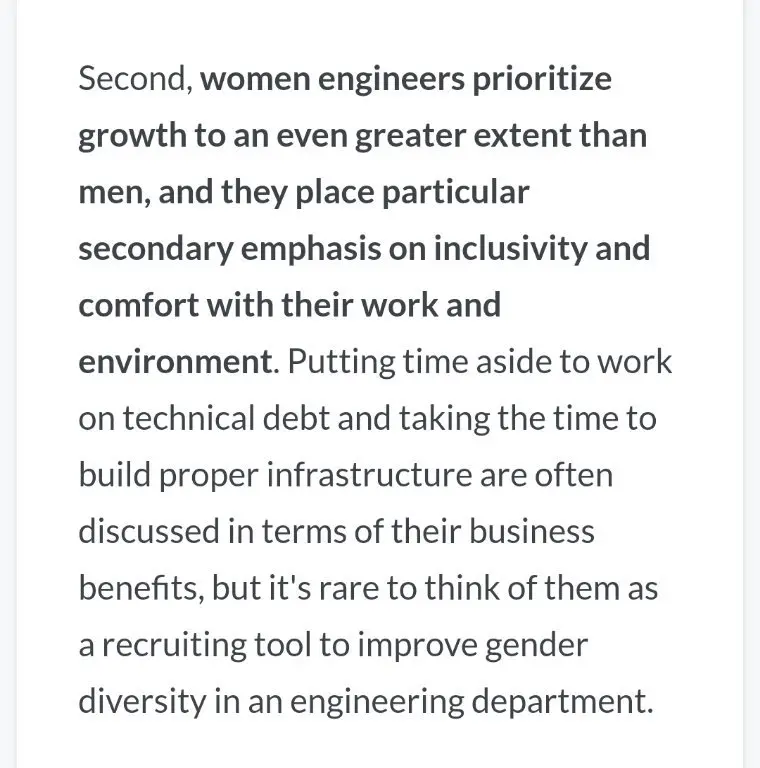 Second, women engineers prioritize
growth to an even greater extent than
men, and they place particular
secondary emphasis on inclusivity and
comfort with their work and
environment. Putting time aside to work
on technical debt and taking the time to
build proper infrastructure are often
discussed in terms of their business
benefits, but it's rare to think of them as
a recruiting tool to improve gender
diversity in an engineering department.